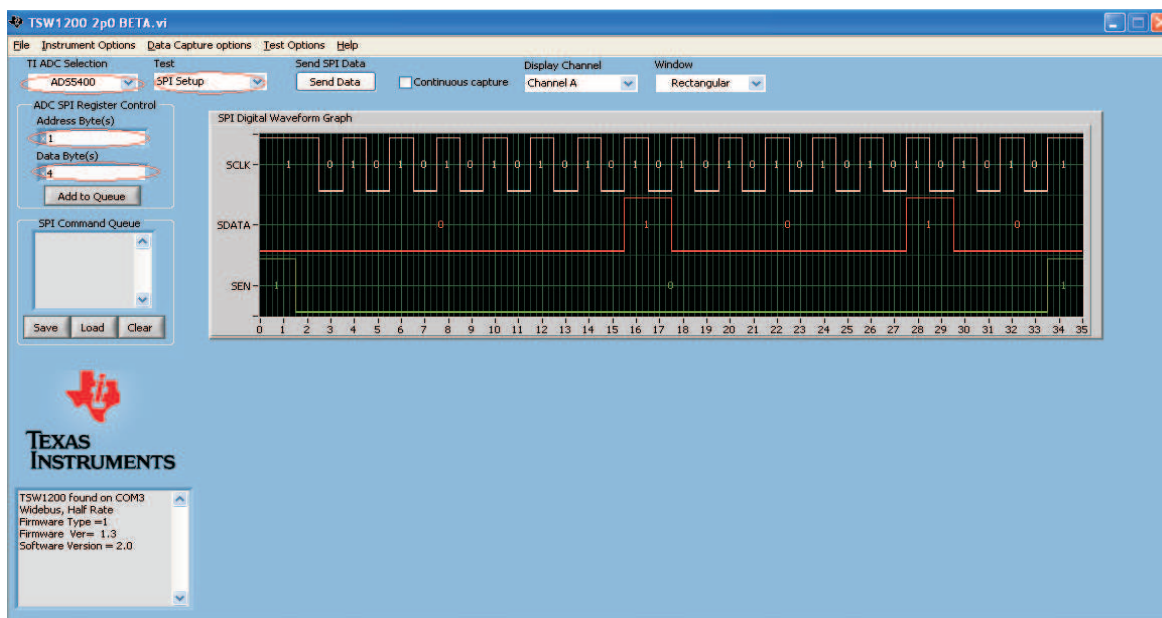 TSW1200 2p0 BETA.vi
File Instrument Options Data Capture options Test Options Help
TI ADC Selection Test Send SPI Data Display Channel Window
ADS5400 SPI Setup Send Data Continuous capture Channel A Rectangular
ADC SPI Register Control
Address Byte(s)
1
Data Byte(s)
4
Add to Queue
SPI Command Queue
Save Load Clear
SPI Digital Waveform Graph
SCLK 1 0 1 0 1 0 1 0 1 0 1 0 1 0 1 0 1 0 1 0 1 0 1 0 1 0 1 0 1 0 1 0 1
SDATA 0 1 0 1 0
SEN 1 0 1
0 1 2 3 4 5 6 7 8 9 10 11 12 13 14 15 16 17 18 19 20 21 22 23 24 25 26 27 28 29 30 31 32 33 34 35
TEXAS
INSTRUMENTS
TSW1200 found on COM3
Widebus, Half Rate
Firmware Type =1
Firmware Ver= 1.3
Software Version = 2.0